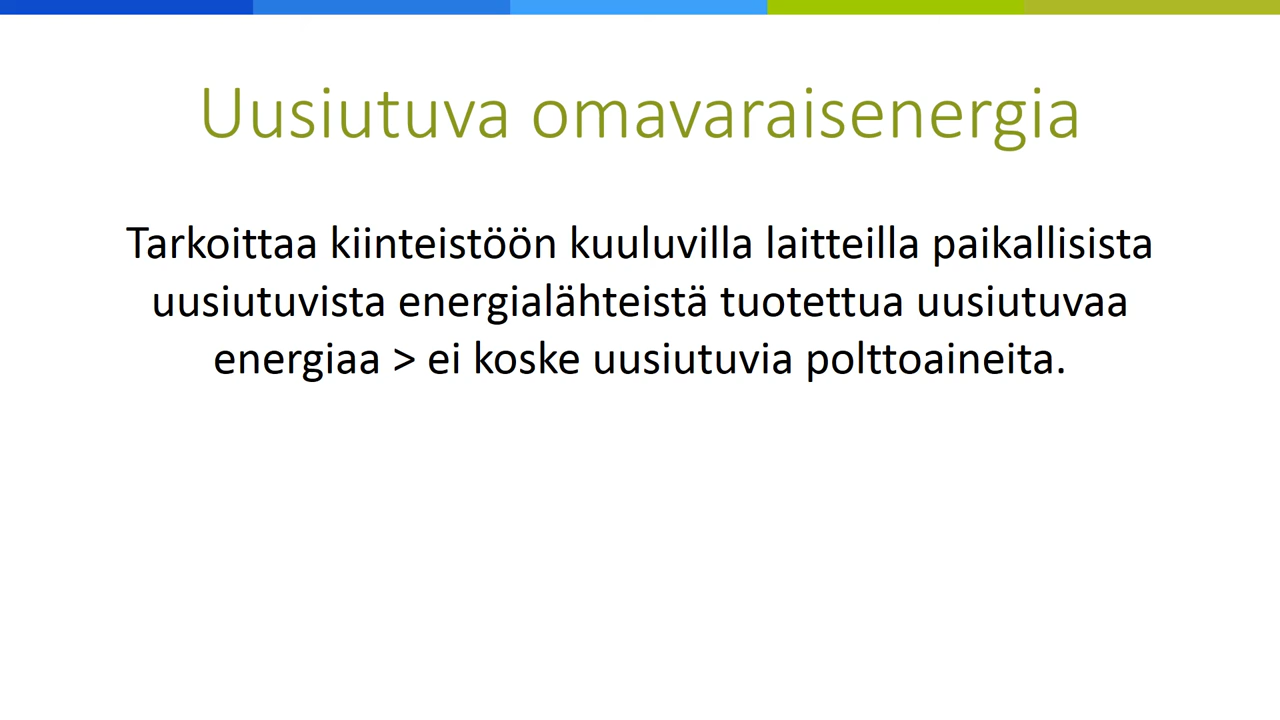 Uusiutuva omavaraisenergia
Tarkoittaa kiinteistöön kuuluvilla laitteilla paikallisista
uusiutuvista energialähteistä tuotettua uusiutuvaa
energiaa > ei koske uusiutuvia polttoaineita.